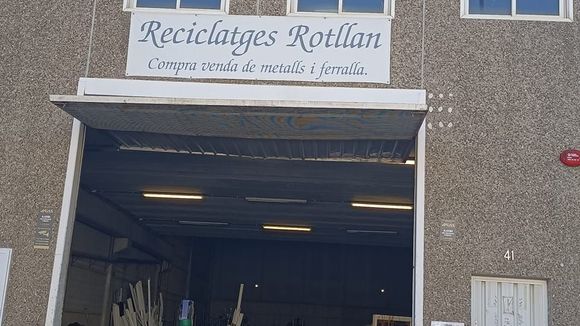 Reciclatges Rotllan
Compra venda de metalls i ferralla.
41